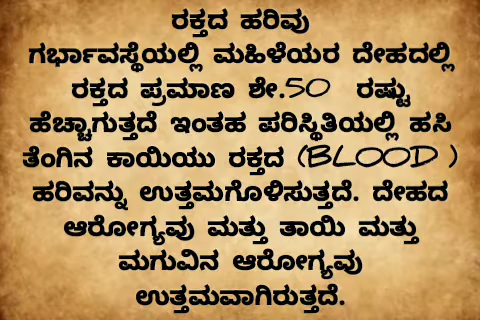 ರಕ್ತದ ಹರಿವು
ಗರ್ಭಾವಸ್ಥೆಯಲ್ಲಿ ಮಹಿಳೆಯರ ದೇಹದಲ್ಲಿ
ರಕ್ತದ ಪ್ರಮಾಣ ಶೇ.50 ರಷ್ಟು
ಹೆಚ್ಚಾಗುತ್ತದೆ ಇಂತಹ ಪರಿಸ್ಥಿತಿಯಲ್ಲಿ ಹಸಿ
ತೆಂಗಿನ ಕಾಯಿಯು ರಕ್ತದ (BLOOD )
ಹರಿವನ್ನು ಉತ್ತಮಗೊಳಿಸುತ್ತದೆ. ದೇಹದ
ಆರೋಗ್ಯವು ಮತ್ತು ತಾಯಿ ಮತ್ತು
ಮಗುವಿನ ಆರೋಗ್ಯವು
ಉತ್ತಮವಾಗಿರುತ್ತದೆ.